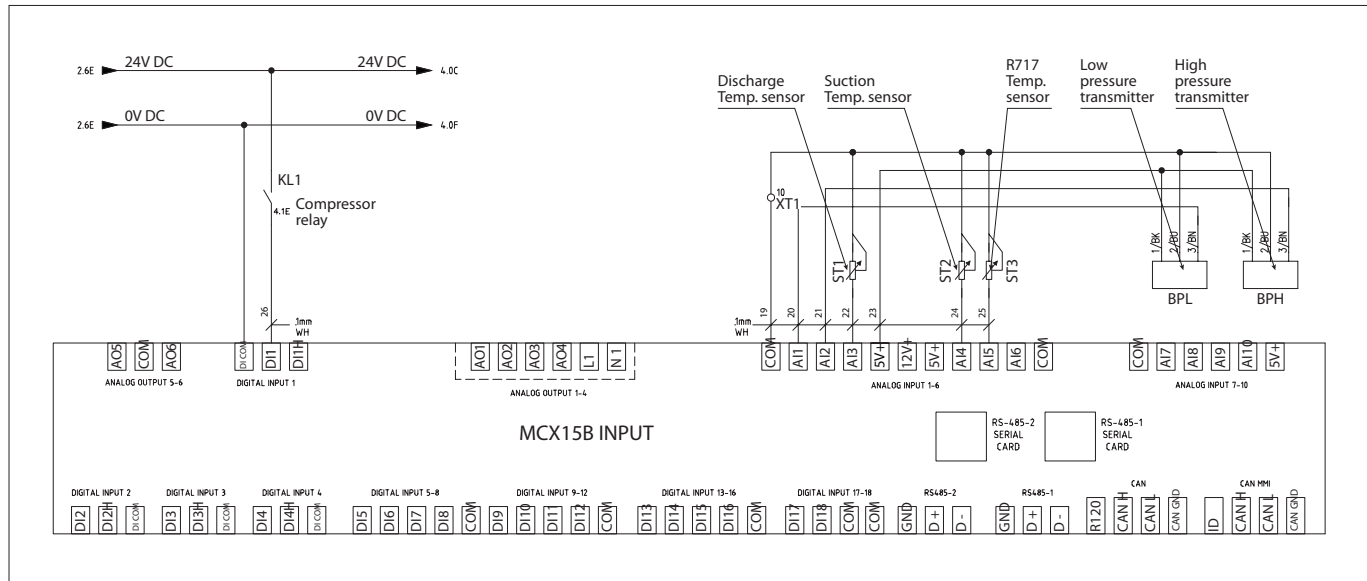 24V DC
24V DC
2.6E
4.0C
0V DC
0V DC
2.6E
4.0F
KL1
4.1E
Compressor
relay
26
1mm
WH
Discharge
Temp. sensor
Suction
Temp. sensor
R717
Temp.
sensor
Low
pressure
transmitter
High
pressure
transmitter
10
XT1
ST1
ST2
ST3
1/BK
2/BU
3/BN
1/BK
2/BU
3/BN
BPL
BPH
1mm
WH
19
20
21
22
23
24
25
AO5
COM
AO6
DI COM
DI1
DI1H
AO1
AO2
AO3
AO4
L1
N1
COM
AI1
AI2
AI3
5V+
12V+
5V+
AI4
AI5
AI6
COM
COM
AI7
AI8
AI9
AI10
5V+
ANALOG OUTPUT 5-6
DIGITAL INPUT 1
ANALOG OUTPUT 1-4
ANALOG INPUT 1-6
ANALOG INPUT 7-10
MCX15B INPUT
RS-485-2
SERIAL
CARD
RS-485-1
SERIAL
CARD
DIGITAL INPUT 2
DIGITAL INPUT 3
DIGITAL INPUT 4
DIGITAL INPUT 5-8
DIGITAL INPUT 9-12
DIGITAL INPUT 13-16
DIGITAL INPUT 17-18
RS485-2
RS485-1
CAN
CAN MMI
DI2
DI2H
DI COM
DI3
DI3H
DI COM
DI4
DI4H
DI COM
DI5
DI6
DI7
DI8
COM
DI9
DI10
DI11
DI12
COM
DI13
DI14
DI15
DI16
COM
DI17
DI18
COM
COM
GND
D+
D-
GND
D+
D-
R120
CAN H
CAN L
CAN GND
ID
CAN H
CAN L
CAN GND